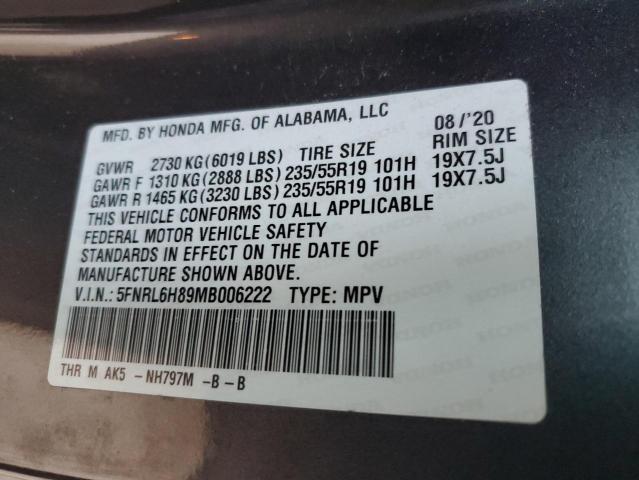 MFD. BY HONDA MFG. OF ALABAMA, LLC 08/'20
GVWR 2730 KG(6019 LBS) TIRE SIZE RIM SIZE
GAWR F 1310 KG(2888 LBS)235/55R19 101H 19X7.5J
GAWR R 1465 KG(3230 LBS)235/55R19 101H 19X7.5J
THIS VEHICLE CONFORMS TO ALL APPLICABLE
FEDERAL MOTOR VEHICLE SAFETY
STANDARDS IN EFFECT ON THE DATE OF
MANUFACTURE SHOWN ABOVE.
V.I.N.: 5FNRL6H89MB006222 TYPE: MPV
THR M AK5 -NH797M -B-B